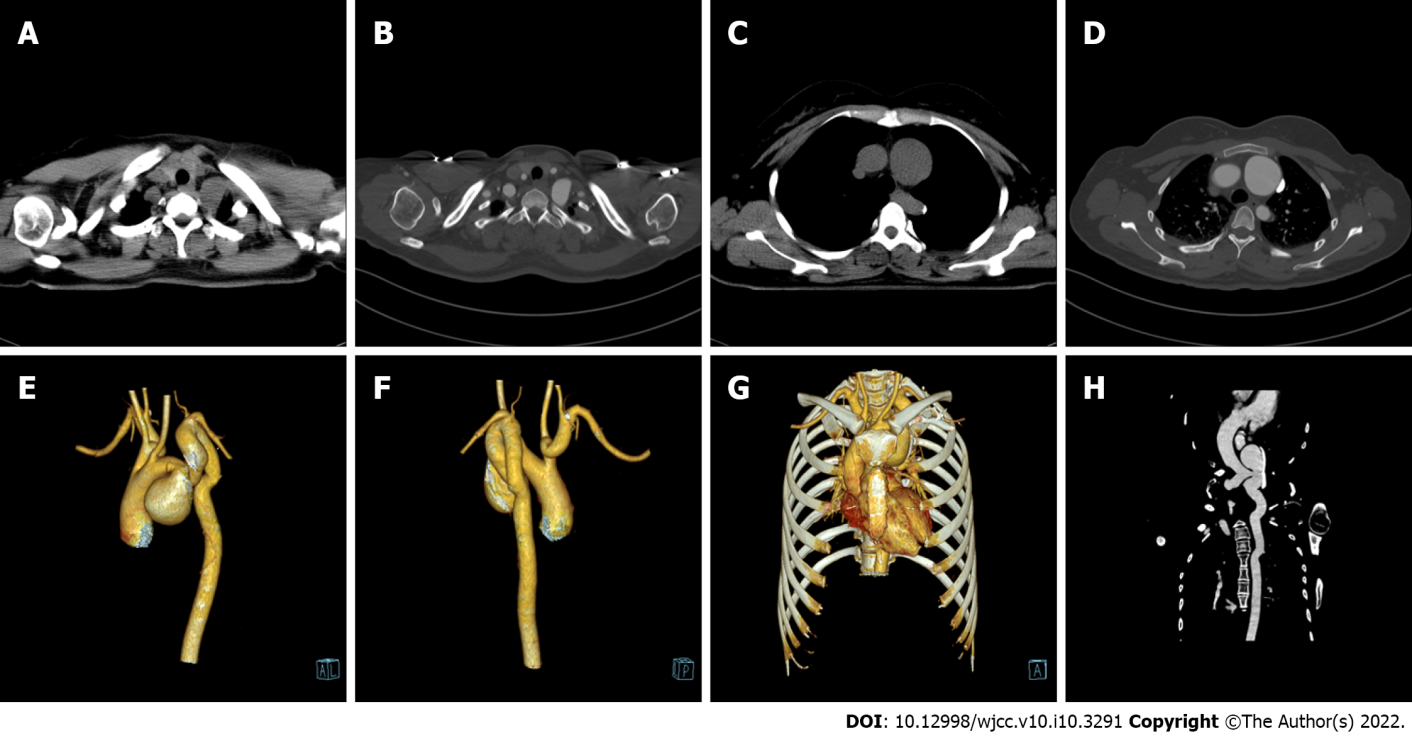 A
B
C
D
E
F
G
H
AL
P
A
DOI: 10.12998/wjcc.v10.i10.3291 Copyright ©The Author(s) 2022.